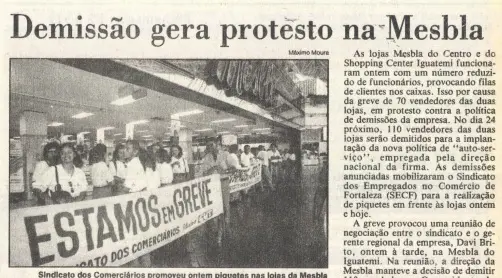 Demissão gera protesto na Mesbla
Máximo Moura
ESTAMOS EM GREVE
CATO DOS COMERCIÁRIOS
Sindicato dos Comerciários promoveu ontem piquetes nas lojas da Mesbla
As lojas Mesbla do Centro e do
Shopping Center Iguatemi funciona-
ram ontem com um número reduzi-
do de funcionários, provocando filas
de clientes nos caixas. Isso por causa
da greve de 70 vendedores das duas
lojas, em protesto contra a política
de demissões da empresa. No dia 24
próximo, 110 vendedores das duas
lojas serão demitidos para a implan-
tação da nova política de "auto-ser-
viço", empregada pela direção
nacional da firma. As demissões
anunciadas mobilizaram o Sindicato
dos Empregados no Comércio de
Fortaleza (SECF) para a realização
de piquetes em frente às lojas ontem
e hoje.
A greve provocou uma reunião de
negociação entre o sindicato e o ge-
rente regional da empresa, Davi Bri-
to, ontem à tarde, na Mesbla do
Iguatemi. Na reunião, a direção da
Mesbla manteve a decisão de demitir